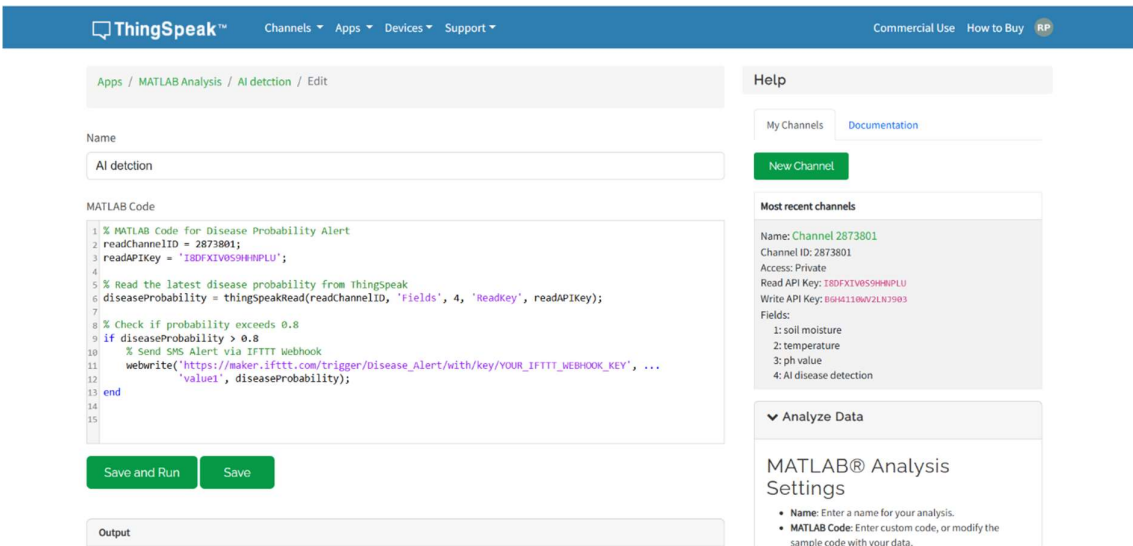 ThingSpeak™ Channels Apps Devices Support Commercial Use How to Buy RP
Apps / MATLAB Analysis / AI detction / Edit
Name
AI detction
MATLAB Code
1 % MATLAB Code for Disease Probability Alert
2 readChannelID = 2873801;
3 readAPIKey = 'I8DFXIV0S9HHNPLU';
4
5 % Read the latest disease probability from ThingSpeak
6 diseaseProbability = thingSpeakRead(readChannelID, 'Fields', 4, 'ReadKey', readAPIKey);
7
8 % Check if probability exceeds 0.8
9 if diseaseProbability > 0.8
10 % Send SMS Alert via IFTTT Webhook
11 webwrite('https://maker.ifttt.com/trigger/Disease_Alert/with/key/YOUR_IFTTT_WEBHOOK_KEY', ...
12 'value1', diseaseProbability);
13 end
14
15
Save and Run Save
Output
Help
My Channels Documentation
New Channel
Most recent channels
Name: Channel 2873801
Channel ID: 2873801
Access: Private
Read API Key: I8DFXIV0S9HHNPLU
Write API Key: B6H4110WV2LNJ903
Fields:
1: soil moisture
2: temperature
3: ph value
4: AI disease detection
Analyze Data
MATLAB® Analysis
Settings
• Name: Enter a name for your analysis.
• MATLAB Code: Enter custom code, or modify the
sample code with your data.